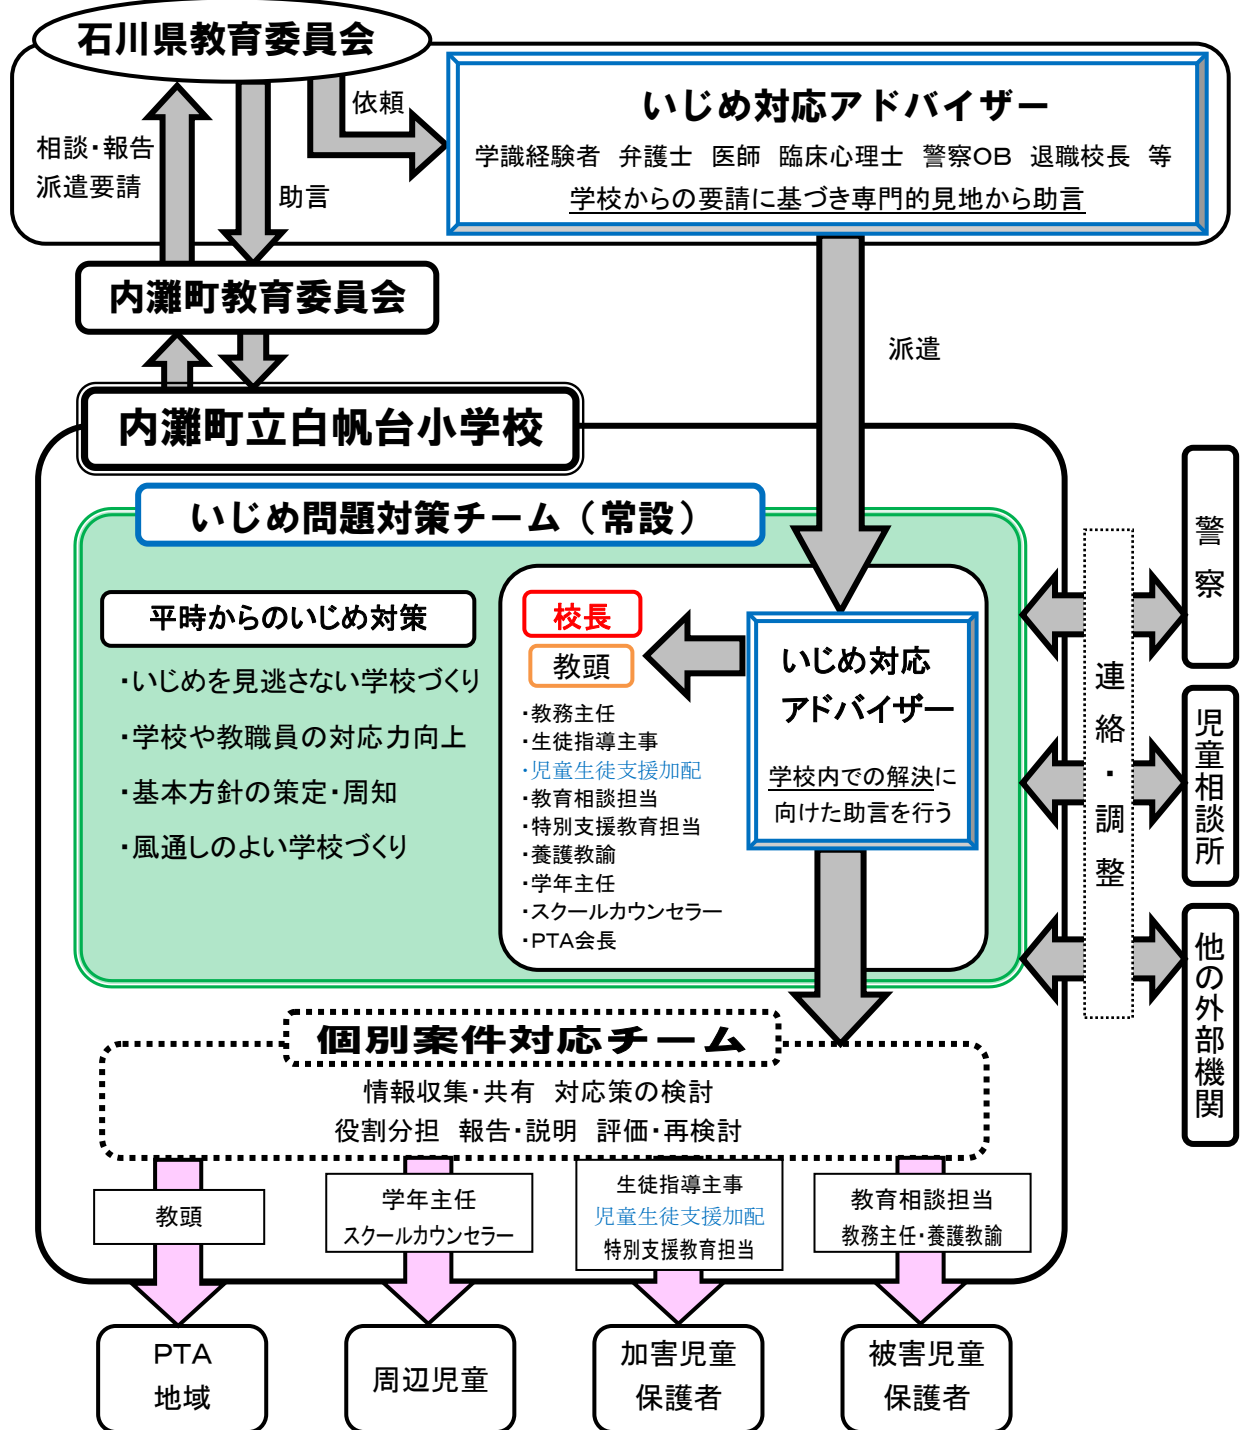 石川県教育委員会
いじめ対応アドバイザー
学識経験者　弁護士　医師　臨床心理士　警察OB　退職校長　等
学校からの要請に基づき専門的見地から助言
依頼
相談・報告
派遣要請
助言
内灘町教育委員会
派遣
内灘町立白帆台小学校
いじめ問題対策チーム（常設）
平時からのいじめ対策
・いじめを見逃さない学校づくり
・学校や教職員の対応力向上
・基本方針の策定・周知
・風通しのよい学校づくり
校長
教頭
・教務主任
・生徒指導主事
・児童生徒支援加配
・教育相談担当
・特別支援教育担当
・養護教諭
・学年主任
・スクールカウンセラー
・PTA会長
いじめ対応
アドバイザー
学校内での解決に
向けた助言を行う
連絡・調整
警察
児童相談所
他の外部機関
個別案件対応チーム
情報収集・共有　対応策の検討
役割分担　報告・説明　評価・再検討
教頭
学年主任
スクールカウンセラー
生徒指導主事
児童生徒支援加配
特別支援教育担当
教育相談担当
教務主任・養護教諭
PTA
地域
周辺児童
加害児童
保護者
被害児童
保護者